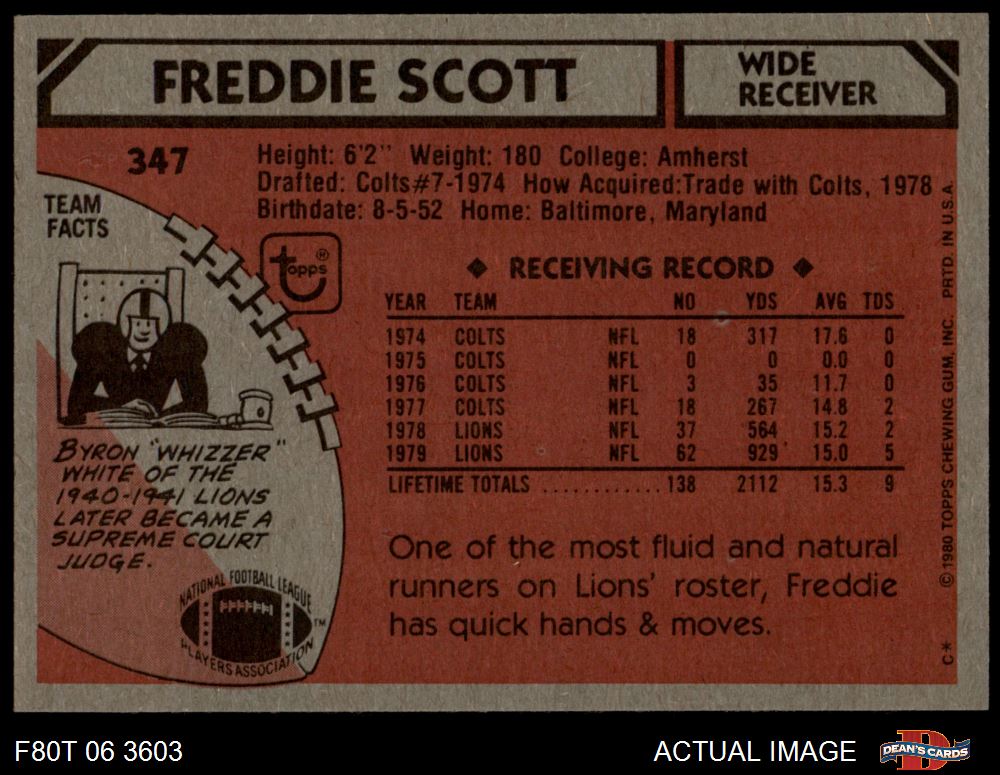 FREDDIE SCOTT
WIDE
RECEIVER
347
Height: 6'2" Weight: 180 College: Amherst
Drafted: Colts#7-1974 How Acquired:Trade with Colts, 1978
Birthdate: 8-5-52 Home: Baltimore, Maryland
TEAM
FACTS
topps®
◆ RECEIVING RECORD ◆
YEAR TEAM NO YDS AVG TDS
1974 COLTS NFL 18 317 17.6 0
1975 COLTS NFL 0 0 0.0 0
1976 COLTS NFL 3 35 11.7 0
1977 COLTS NFL 18 267 14.8 2
1978 LIONS NFL 37 564 15.2 2
1979 LIONS NFL 62 929 15.0 5
LIFETIME TOTALS ............ 138 2112 15.3 9
BYRON "WHIZZER"
WHITE OF THE
1940-1941 LIONS
LATER BECAME A
SUPREME COURT
JUDGE.
NATIONAL FOOTBALL LEAGUE
PLAYERS ASSOCIATION
TM
One of the most fluid and natural
runners on Lions' roster, Freddie
has quick hands & moves.
C* © 1980 TOPPS CHEWING GUM, INC. PRTD. IN U.S.A.
F80T 06 3603
ACTUAL IMAGE
D
DEAN'S CARDS